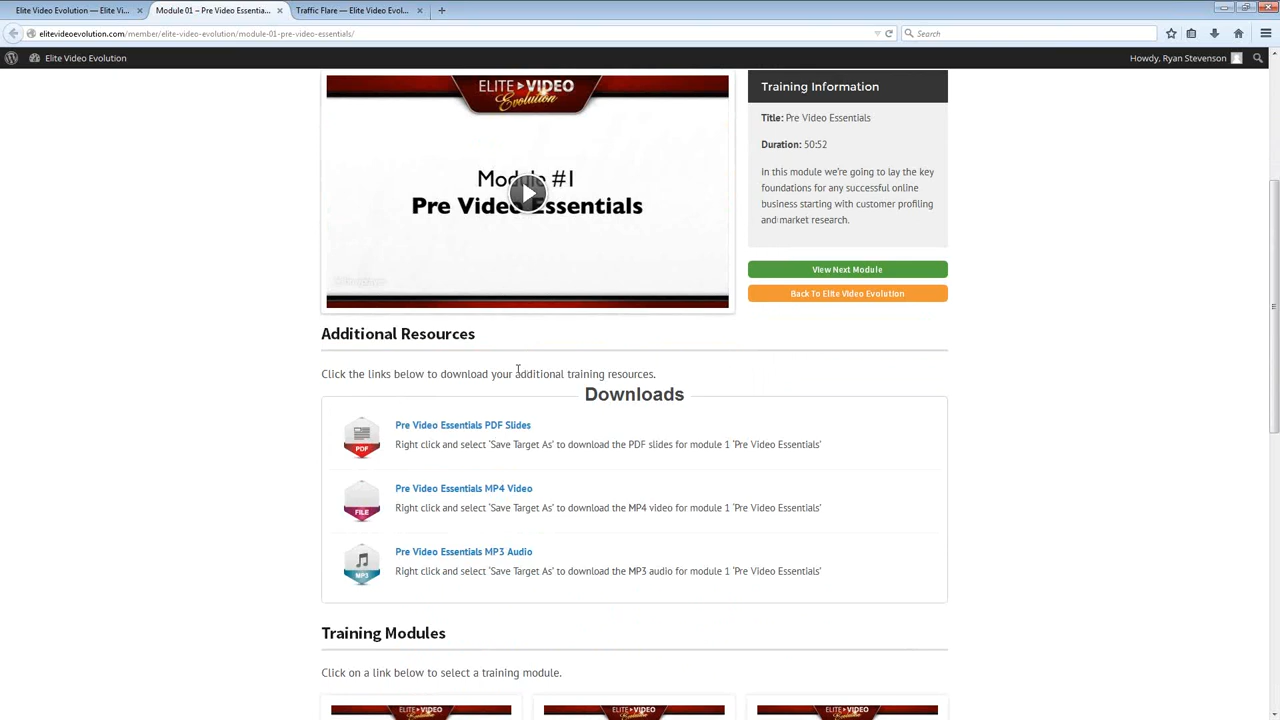 Elite Video Evolution — Elite Vi...
Module 01 – Pre Video Essentia...
Traffic Flare — Elite Video Evol...
elitevideoevolution.com/member/elite-video-evolution/module-01-pre-video-essentials/
Search
Elite Video Evolution
Howdy, Ryan Stevenson
ELITE VIDEO
Evolution
Module #1
Pre Video Essentials
Training Information
Title: Pre Video Essentials
Duration: 50:52
In this module we're going to lay the key
foundations for any successful online
business starting with customer profiling
and market research.
View Next Module
Back To Elite Video Evolution
Additional Resources
Click the links below to download your additional training resources.
Downloads
PDF
Pre Video Essentials PDF Slides
Right click and select 'Save Target As' to download the PDF slides for module 1 'Pre Video Essentials'
FILE
Pre Video Essentials MP4 Video
Right click and select 'Save Target As' to download the MP4 video for module 1 'Pre Video Essentials'
MP3
Pre Video Essentials MP3 Audio
Right click and select 'Save Target As' to download the MP3 audio for module 1 'Pre Video Essentials'
Training Modules
Click on a link below to select a training module.
ELITE VIDEO
ELITE VIDEO
ELITE VIDEO